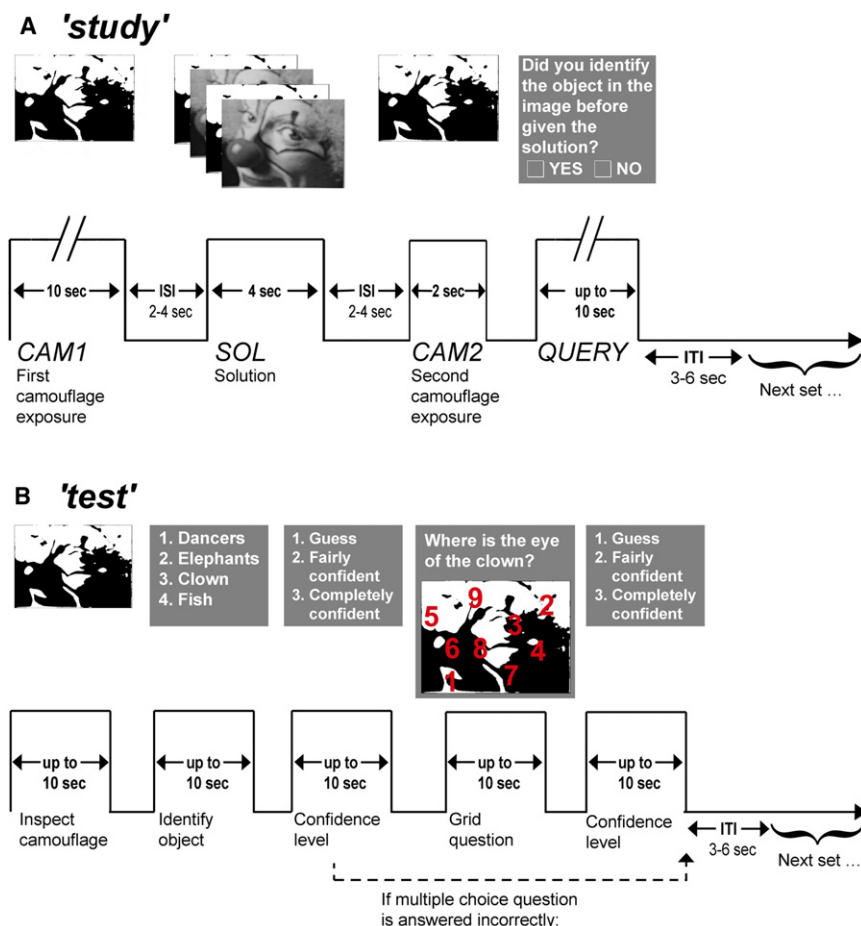 A 'study'
Did you identify
the object in the
image before
given the
solution?
YES NO
10 sec
ISI
2-4 sec
4 sec
ISI
2-4 sec
2 sec
up to
10 sec
CAM1
First
camouflage
exposure
SOL
Solution
CAM2
Second
camouflage
exposure
QUERY
ITI
3-6 sec
Next set ...
B 'test'
1. Dancers
2. Elephants
3. Clown
4. Fish
1. Guess
2. Fairly
confident
3. Completely
confident
Where is the eye
of the clown?
9
2
5
3
6
8
4
7
1
1. Guess
2. Fairly
confident
3. Completely
confident
up to
10 sec
up to
10 sec
up to
10 sec
up to
10 sec
up to
10 sec
Inspect
camouflage
Identify
object
Confidence
level
Grid
question
Confidence
level
ITI
3-6 sec
Next set ...
If multiple choice question
is answered incorrectly: